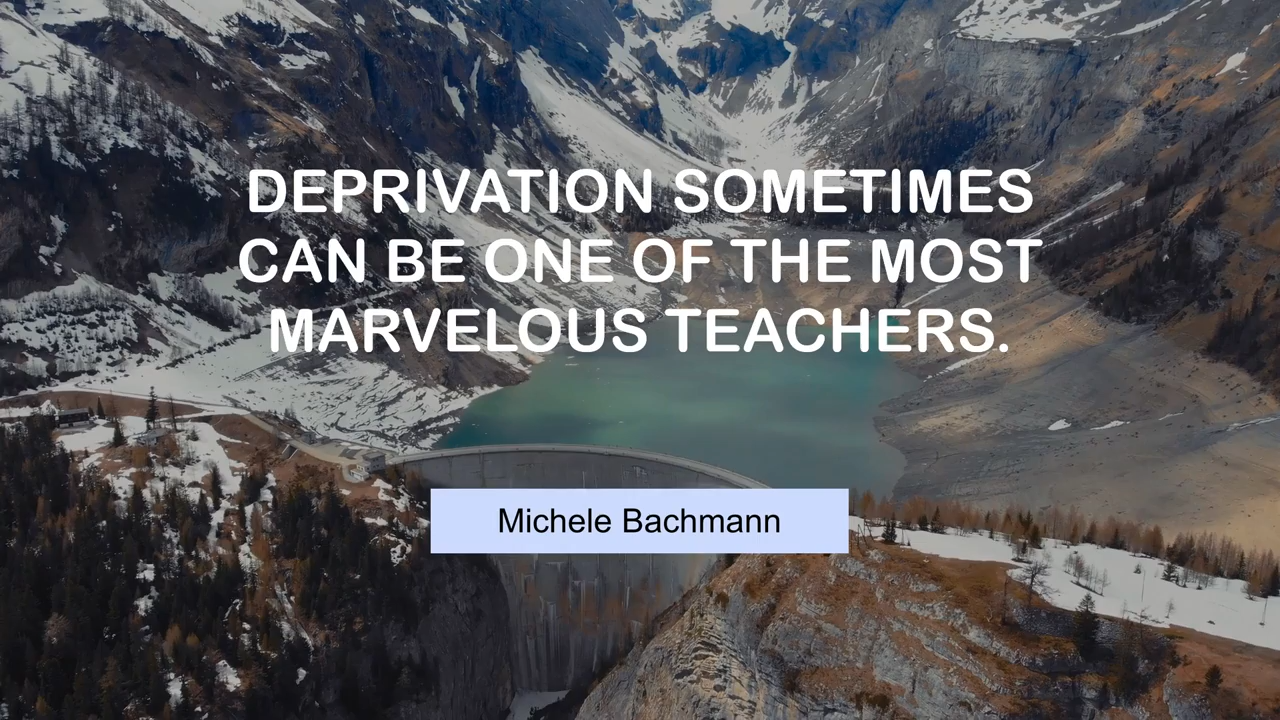 DEPRIVATION SOMETIMES
CAN BE ONE OF THE MOST
MARVELOUS TEACHERS.
Michele Bachmann